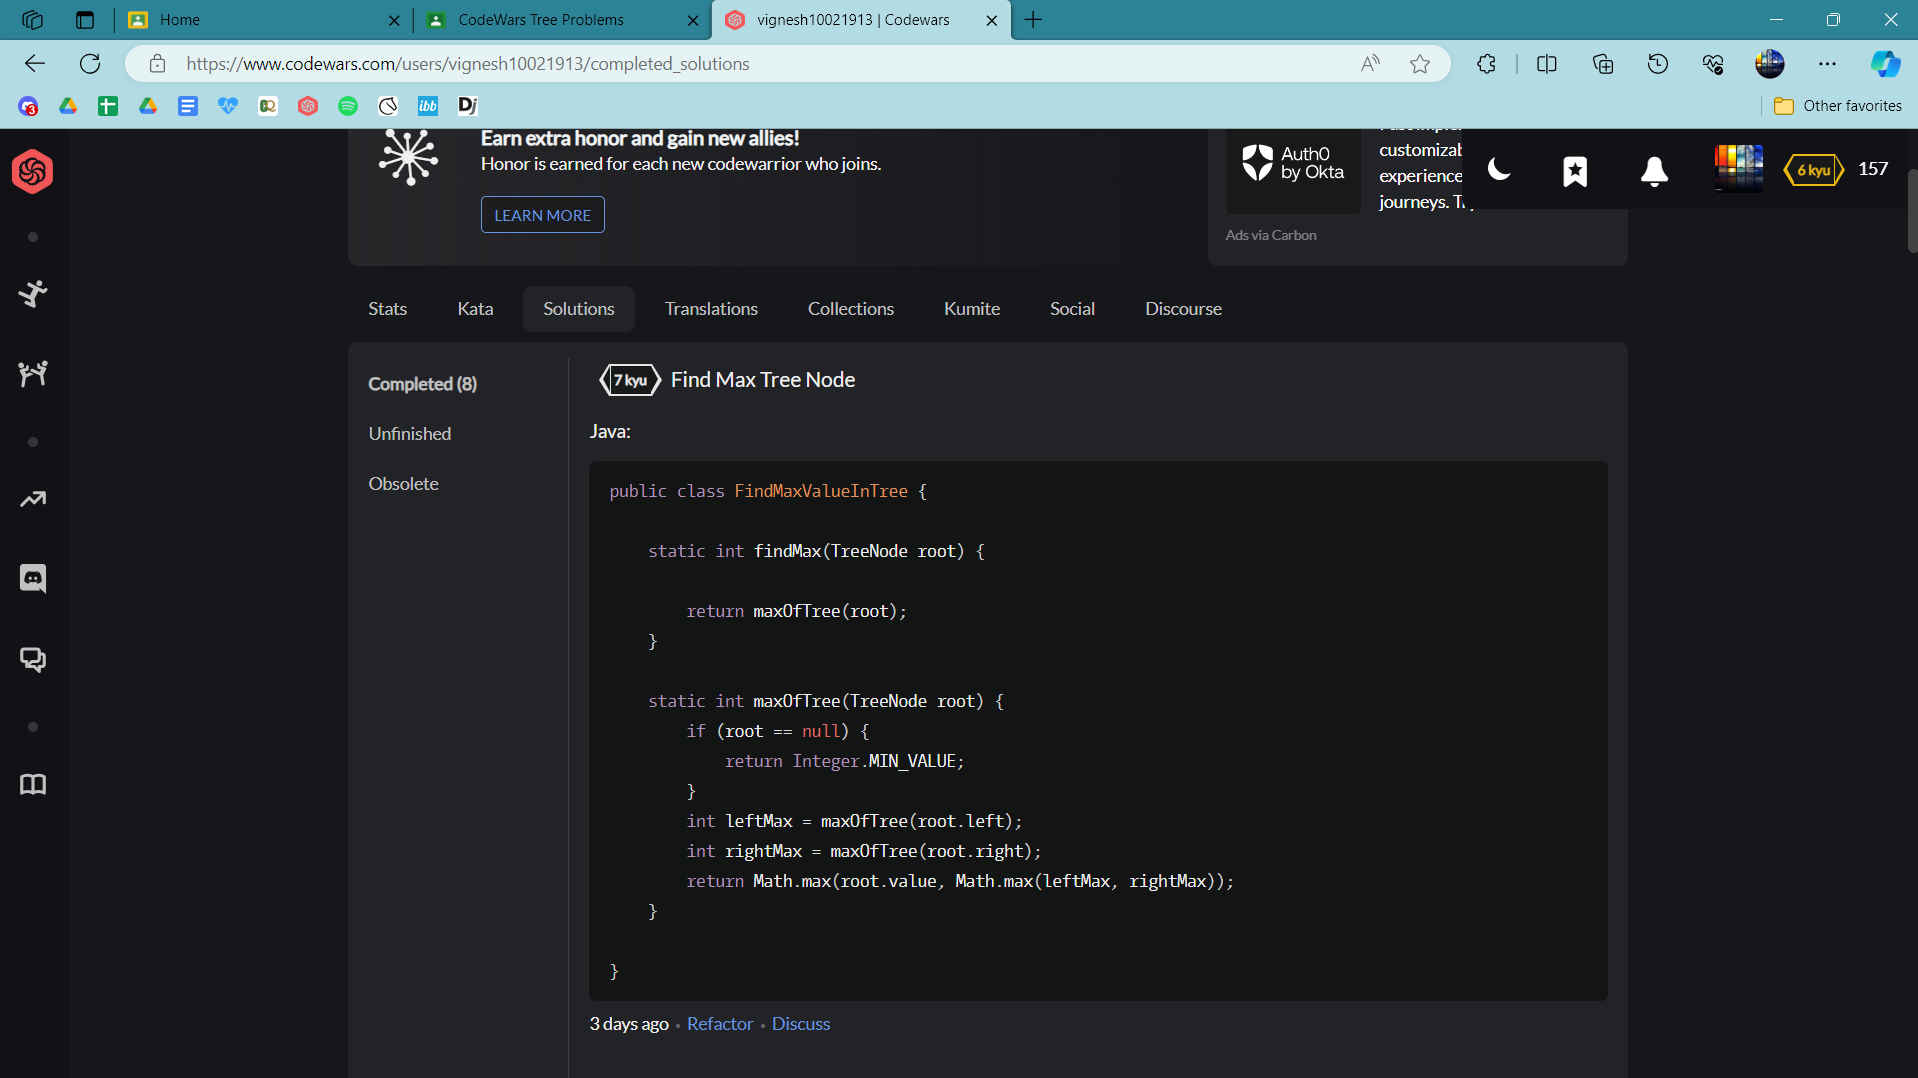 Home
CodeWars Tree Problems
vignesh10021913 | Codewars
https://www.codewars.com/users/vignesh10021913/completed_solutions
3
ibb
Dj
Other favorites
Earn extra honor and gain new allies!
Honor is earned for each new codewarrior who joins.
LEARN MORE
Auth0
by Okta
customizab
experience
journeys.
Ads via Carbon
6 kyu
157
Stats
Kata
Solutions
Translations
Collections
Kumite
Social
Discourse
Completed (8)
Unfinished
Obsolete
7 kyu
Find Max Tree Node
Java:
public class FindMaxValueInTree {
static int findMax(TreeNode root) {
return maxOfTree(root);
}
static int maxOfTree(TreeNode root) {
if (root == null) {
return Integer.MIN_VALUE;
}
int leftMax = maxOfTree(root.left);
int rightMax = maxOfTree(root.right);
return Math.max(root.value, Math.max(leftMax, rightMax));
}
}
3 days ago • Refactor • Discuss